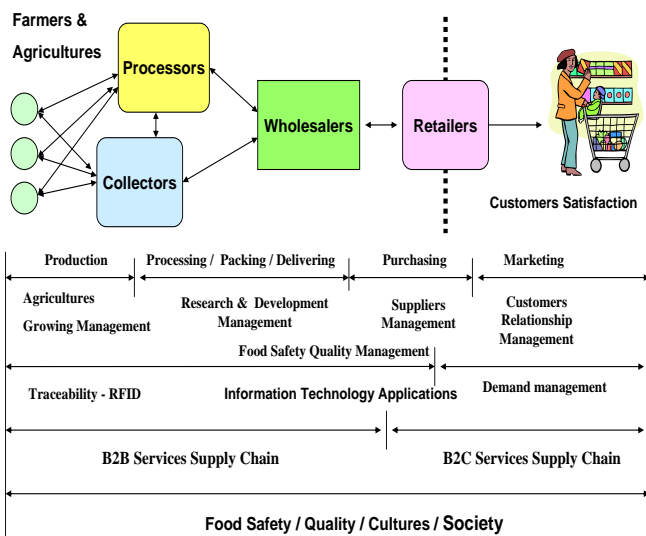 Farmers &
Agricultures
Processors
Collectors
Wholesalers
Retailers
Customers Satisfaction
Production
Processing / Packing / Delivering
Purchasing
Marketing
Agricultures
Growing Management
Research & Development
Management
Suppliers
Management
Customers
Relationship
Management
Food Safety Quality Management
Traceability - RFID
Information Technology Applications
Demand management
B2B Services Supply Chain
B2C Services Supply Chain
Food Safety / Quality / Cultures / Society